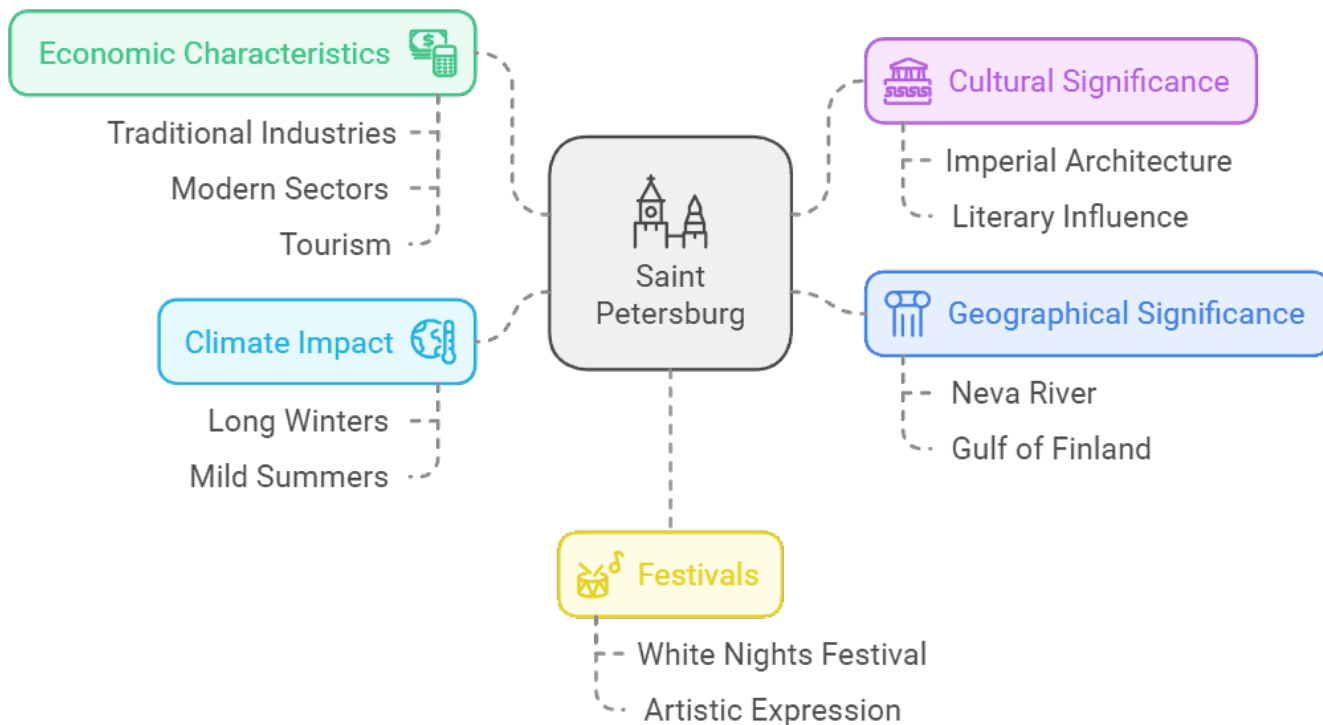 Economic Characteristics
Traditional Industries
Modern Sectors
Tourism
Climate Impact
Long Winters
Mild Summers
Saint
Petersburg
Cultural Significance
Imperial Architecture
Literary Influence
Geographical Significance
Neva River
Gulf of Finland
Festivals
White Nights Festival
Artistic Expression